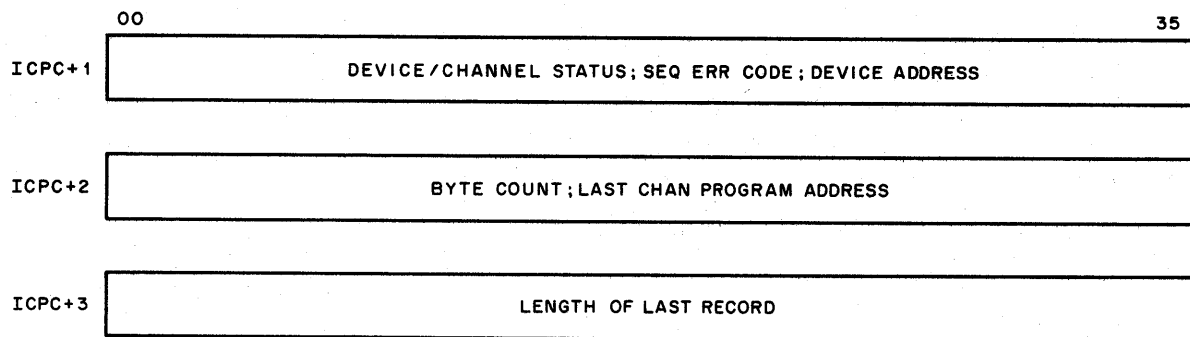 00 35
ICPC+1 DEVICE/CHANNEL STATUS; SEQ ERR CODE; DEVICE ADDRESS
ICPC+2 BYTE COUNT; LAST CHAN PROGRAM ADDRESS
ICPC+3 LENGTH OF LAST RECORD